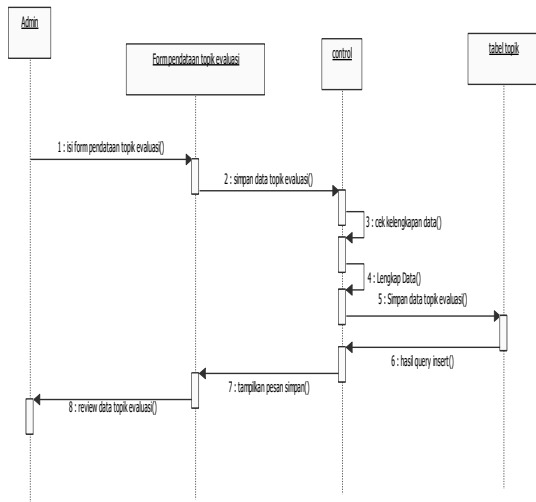 Admin
Form pendataan topik evaluasi
control
tabel topik
1 : isi form pendataan topik evaluasi()
2 : simpan data topik evaluasi()
3 : cek kelengkapan data()
4 : Lengkap Data()
5 : Simpan data topik evaluasi()
6 : hasil query insert()
7 : tampilkan pesan simpan()
8 : review data topik evaluasi()